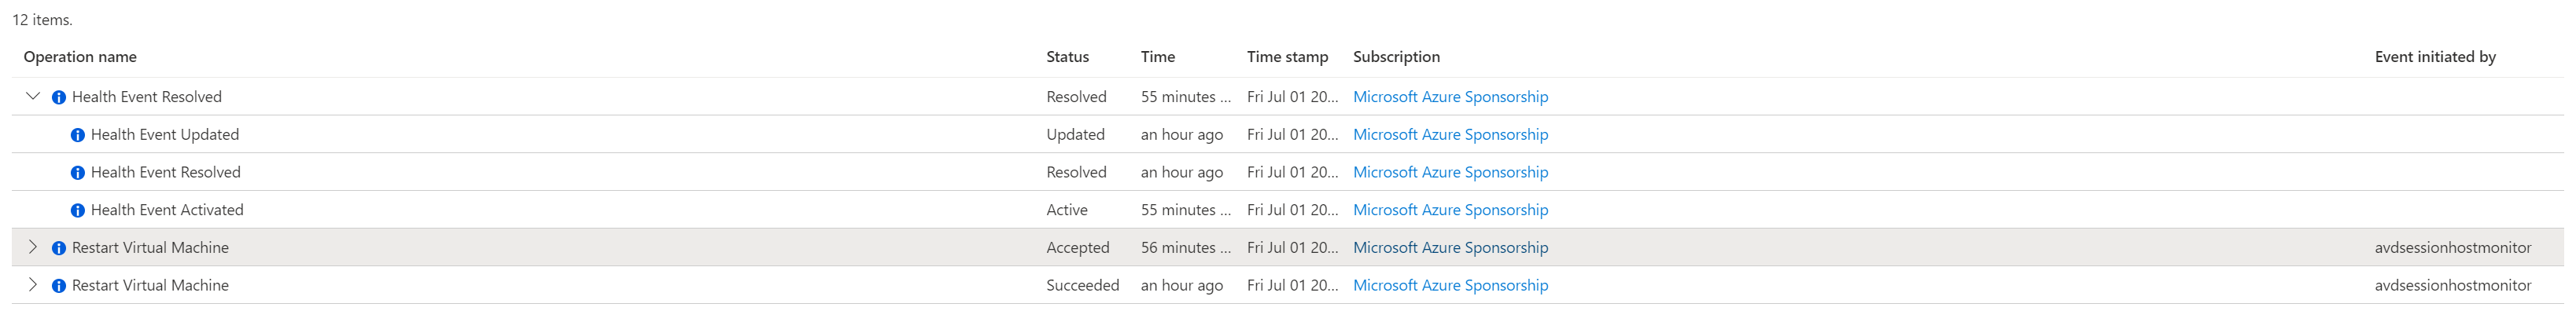 12 items.
Operation name Status Time Time stamp Subscription Event initiated by
Health Event Resolved Resolved 55 minutes ... Fri Jul 01 20... Microsoft Azure Sponsorship
Health Event Updated Updated an hour ago Fri Jul 01 20... Microsoft Azure Sponsorship
Health Event Resolved Resolved an hour ago Fri Jul 01 20... Microsoft Azure Sponsorship
Health Event Activated Active 55 minutes ... Fri Jul 01 20... Microsoft Azure Sponsorship
Restart Virtual Machine Accepted 56 minutes ... Fri Jul 01 20... Microsoft Azure Sponsorship avdsessionhostmonitor
Restart Virtual Machine Succeeded an hour ago Fri Jul 01 20... Microsoft Azure Sponsorship avdsessionhostmonitor